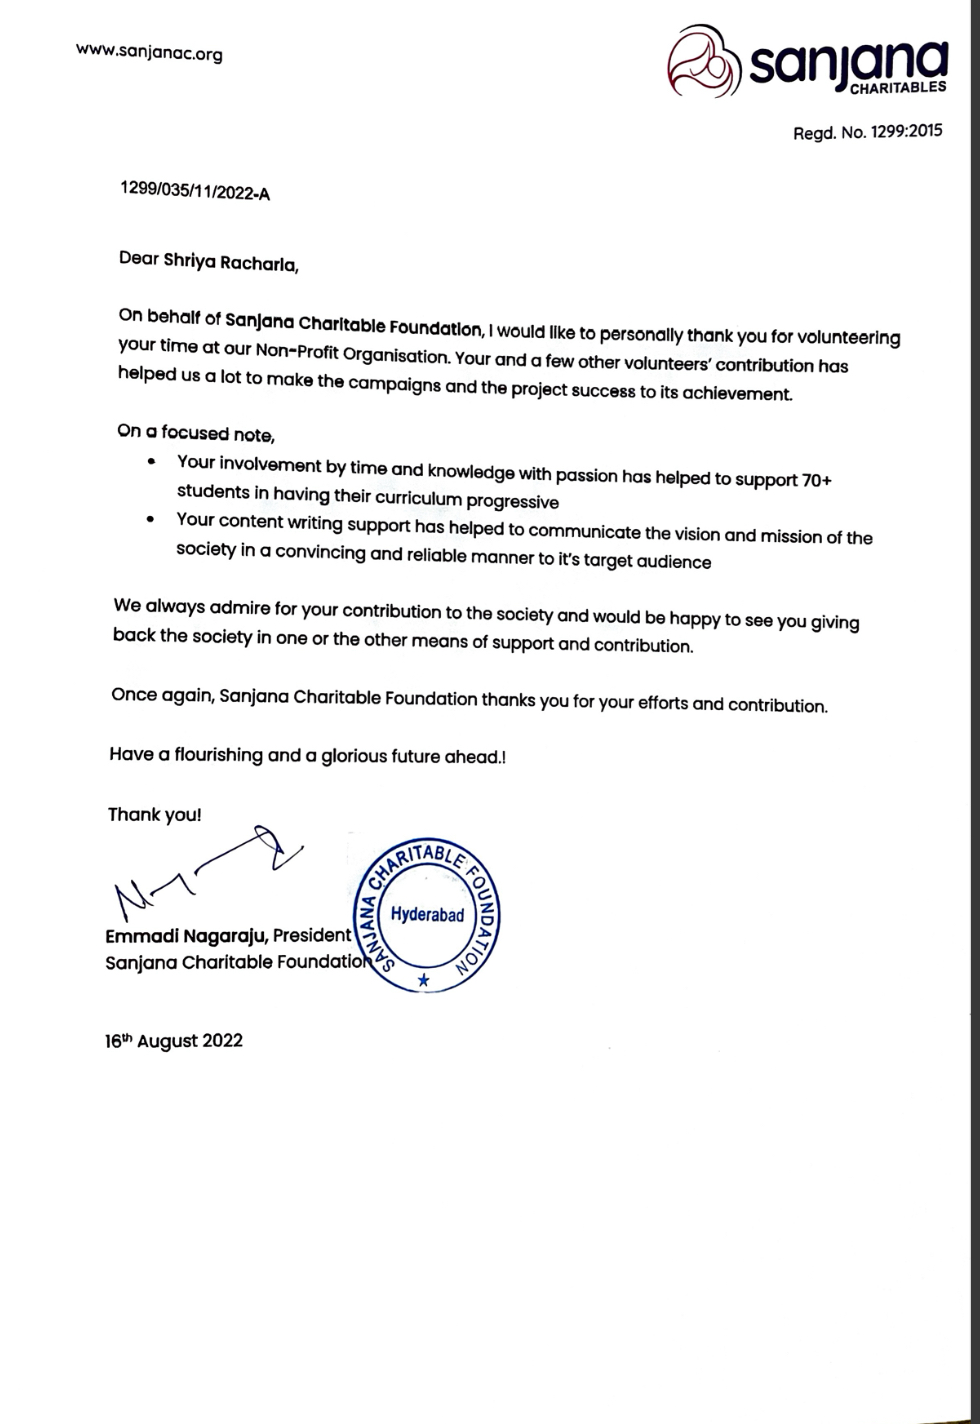 www.sanjanac.org
sanjana
CHARITABLES
Regd. No. 1299:2015
1299/035/11/2022-A
Dear Shriya Racharla,
On behalf of Sanjana Charitable Foundation, I would like to personally thank you for volunteering
your time at our Non-Profit Organisation. Your and a few other volunteers' contribution has
helped us a lot to make the campaigns and the project success to its achievement.
On a focused note,
• Your involvement by time and knowledge with passion has helped to support 70+
students in having their curriculum progressive
• Your content writing support has helped to communicate the vision and mission of the
society in a convincing and reliable manner to it's target audience
We always admire for your contribution to the society and would be happy to see you giving
back the society in one or the other means of support and contribution.
Once again, Sanjana Charitable Foundation thanks you for your efforts and contribution.
Have a flourishing and a glorious future ahead.!
Thank you!
SANJANA CHARITABLE FOUNDATION
Hyderabad
Emmadi Nagaraju, President
Sanjana Charitable Foundation
16th August 2022